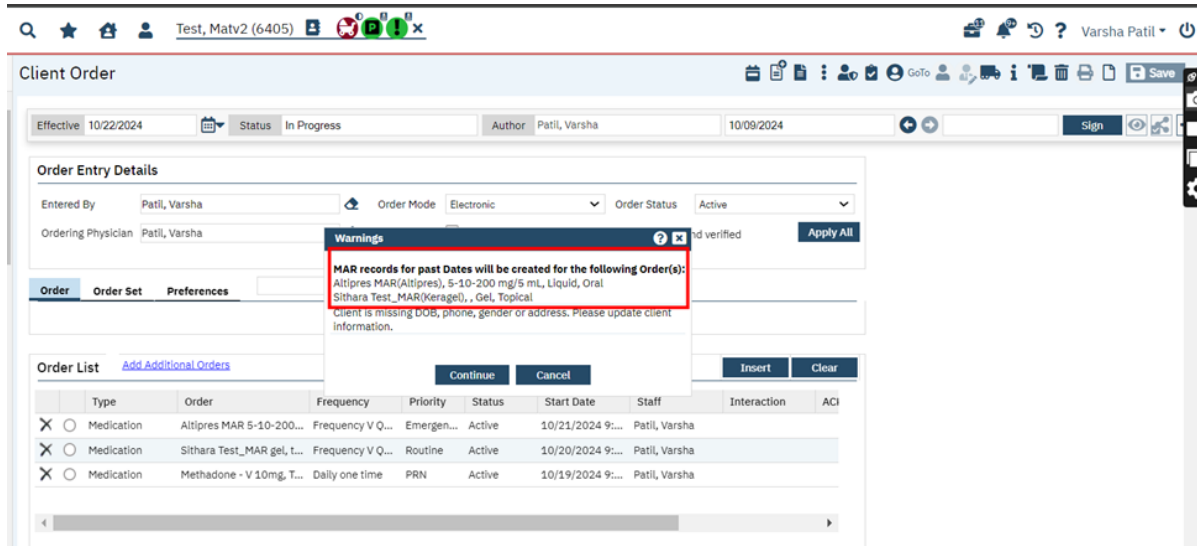 Test, Matv2 (6405)
Varsha Patil
Client Order
GoTo
Save
Effective 10/22/2024 Status In Progress Author Patil, Varsha 10/09/2024 Sign
Order Entry Details
Entered By Patil, Varsha Order Mode Electronic Order Status Active
Ordering Physician Patil, Varsha nd verified Apply All
Warnings
MAR records for past Dates will be created for the following Order(s):
Altipres MAR(Altipres), 5-10-200 mg/5 mL, Liquid, Oral
Sithara Test_MAR(Keragel), , Gel, Topical
Client is missing DOB, phone, gender or address. Please update client
information.
Continue Cancel
Order Order Set Preferences
Order List Add Additional Orders Insert Clear
Type Order Frequency Priority Status Start Date Staff Interaction
Medication Altipres MAR 5-10-200... Frequency V Q... Emergen... Active 10/21/2024 9:... Patil, Varsha
Medication Sithara Test_MAR gel, t... Frequency V Q... Routine Active 10/20/2024 9:... Patil, Varsha
Medication Methadone - V 10mg, T... Daily one time PRN Active 10/19/2024 9:... Patil, Varsha